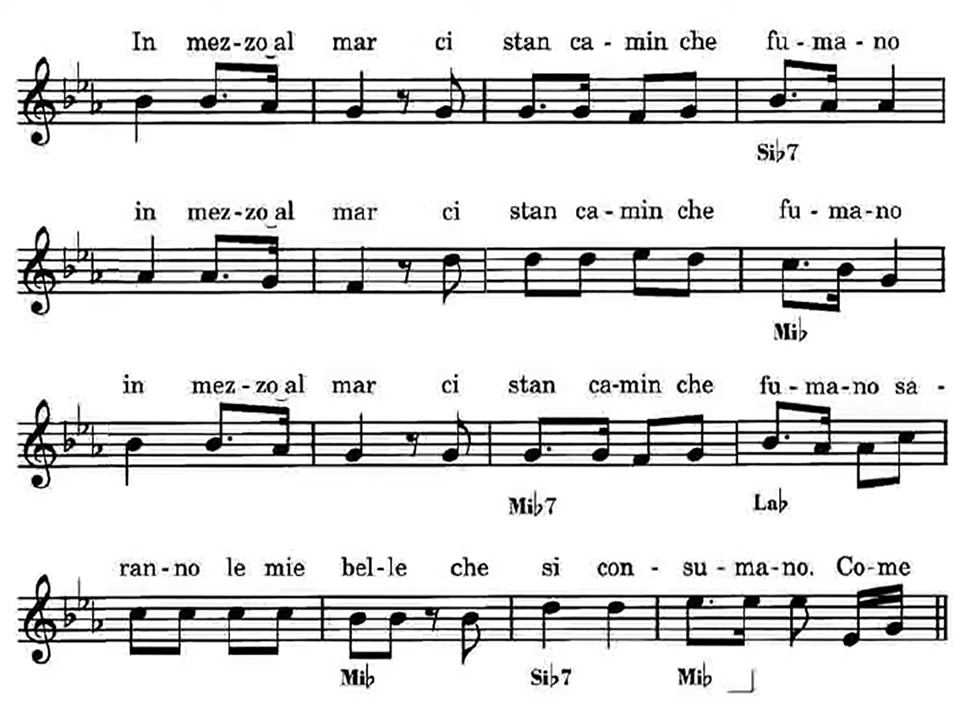 In mez-zo al mar ci stan ca - min che fu - ma - no
Si♭7
in mez-zo al mar ci stan ca - min che fu - ma-no
Mi♭
in mez - zo al mar ci stan ca-min che fu - ma-no sa -
Mi♭7 La♭
ran-no le mie bel-le che si con - su - ma-no. Co-me
Mi♭ Si♭7 Mi♭